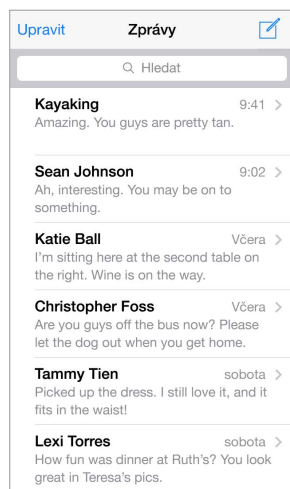 Upravit Zprávy
Hledat
Kayaking 9:41
Amazing. You guys are pretty tan.
Sean Johnson 9:02
Ah, interesting. You may be on to
something.
Katie Ball Včera
I'm sitting here at the second table on
the right. Wine is on the way.
Christopher Foss Včera
Are you guys off the bus now? Please
let the dog out when you get home.
Tammy Tien sobota
Picked up the dress. I still love it, and it
fits in the waist!
Lexi Torres sobota
How fun was dinner at Ruth's? You look
great in Teresa's pics.